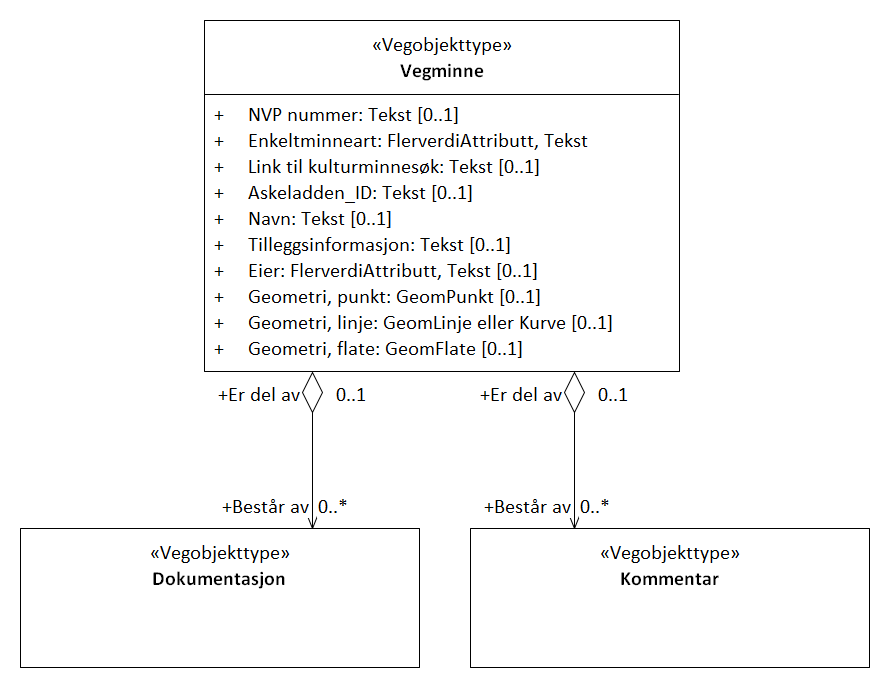 «Vegobjekttype»
Vegminne
+ NVP nummer: Tekst [0..1]
+ Enkeltminneart: FlerverdiAttributt, Tekst
+ Link til kulturminnesøk: Tekst [0..1]
+ Askeladden_ID: Tekst [0..1]
+ Navn: Tekst [0..1]
+ Tilleggsinformasjon: Tekst [0..1]
+ Eier: FlerverdiAttributt, Tekst [0..1]
+ Geometri, punkt: GeomPunkt [0..1]
+ Geometri, linje: GeomLinje eller Kurve [0..1]
+ Geometri, flate: GeomFlate [0..1]
+Er del av 0..1
+Er del av 0..1
+Består av 0..*
+Består av 0..*
«Vegobjekttype»
Dokumentasjon
«Vegobjekttype»
Kommentar